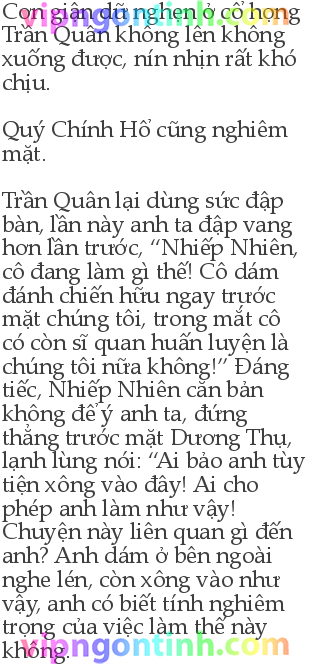 Cơn giận dữ nghẹn ở cổ họng
Trần Quân không lên không
xuống được, nín nhịn rất khó
chịu.
Quý Chính Hổ cũng nghiêm
mặt.
Trần Quân lại dùng sức đập
bàn, lần này anh ta đập vang
hơn lần trước, “Nhiếp Nhiên,
cô đang làm gì thế! Cô dám
đánh chiến hữu ngay trước
mặt chúng tôi, trong mắt cô
có còn sĩ quan huấn luyện là
chúng tôi nữa không!” Đáng
tiếc, Nhiếp Nhiên căn bản
không để ý anh ta, đứng
thẳng trước mặt Dương Thụ,
lạnh lùng nói: “Ai bảo anh tùy
tiện xông vào đây! Ai cho
phép anh làm như vậy!
Chuyện này liên quan gì đến
anh? Anh dám ở bên ngoài
nghe lén, còn xông vào như
vậy, anh có biết tính nghiêm
trọng của việc làm thế này
không.
vipngontinh.com
vipngontinh.com